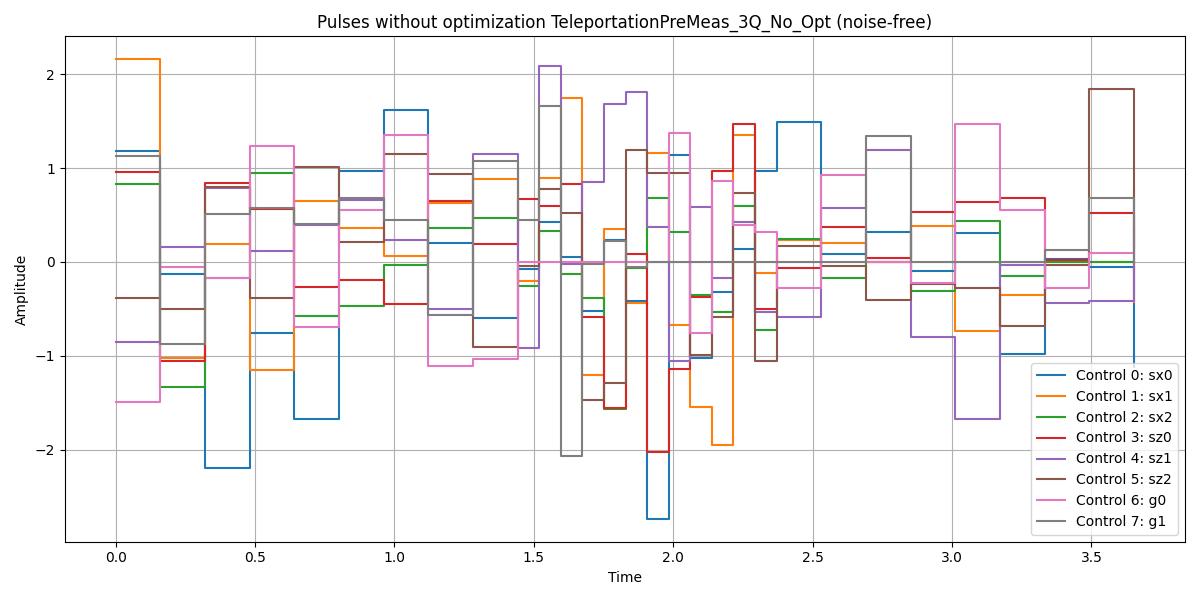 Pulses without optimization TeleportationPreMeas_3Q_No_Opt (noise-free)
Amplitude
2
1
0
−1
−2
0.0
0.5
1.0
1.5
2.0
2.5
3.0
3.5
Time
Control 0: sx0
Control 1: sx1
Control 2: sx2
Control 3: sz0
Control 4: sz1
Control 5: sz2
Control 6: g0
Control 7: g1